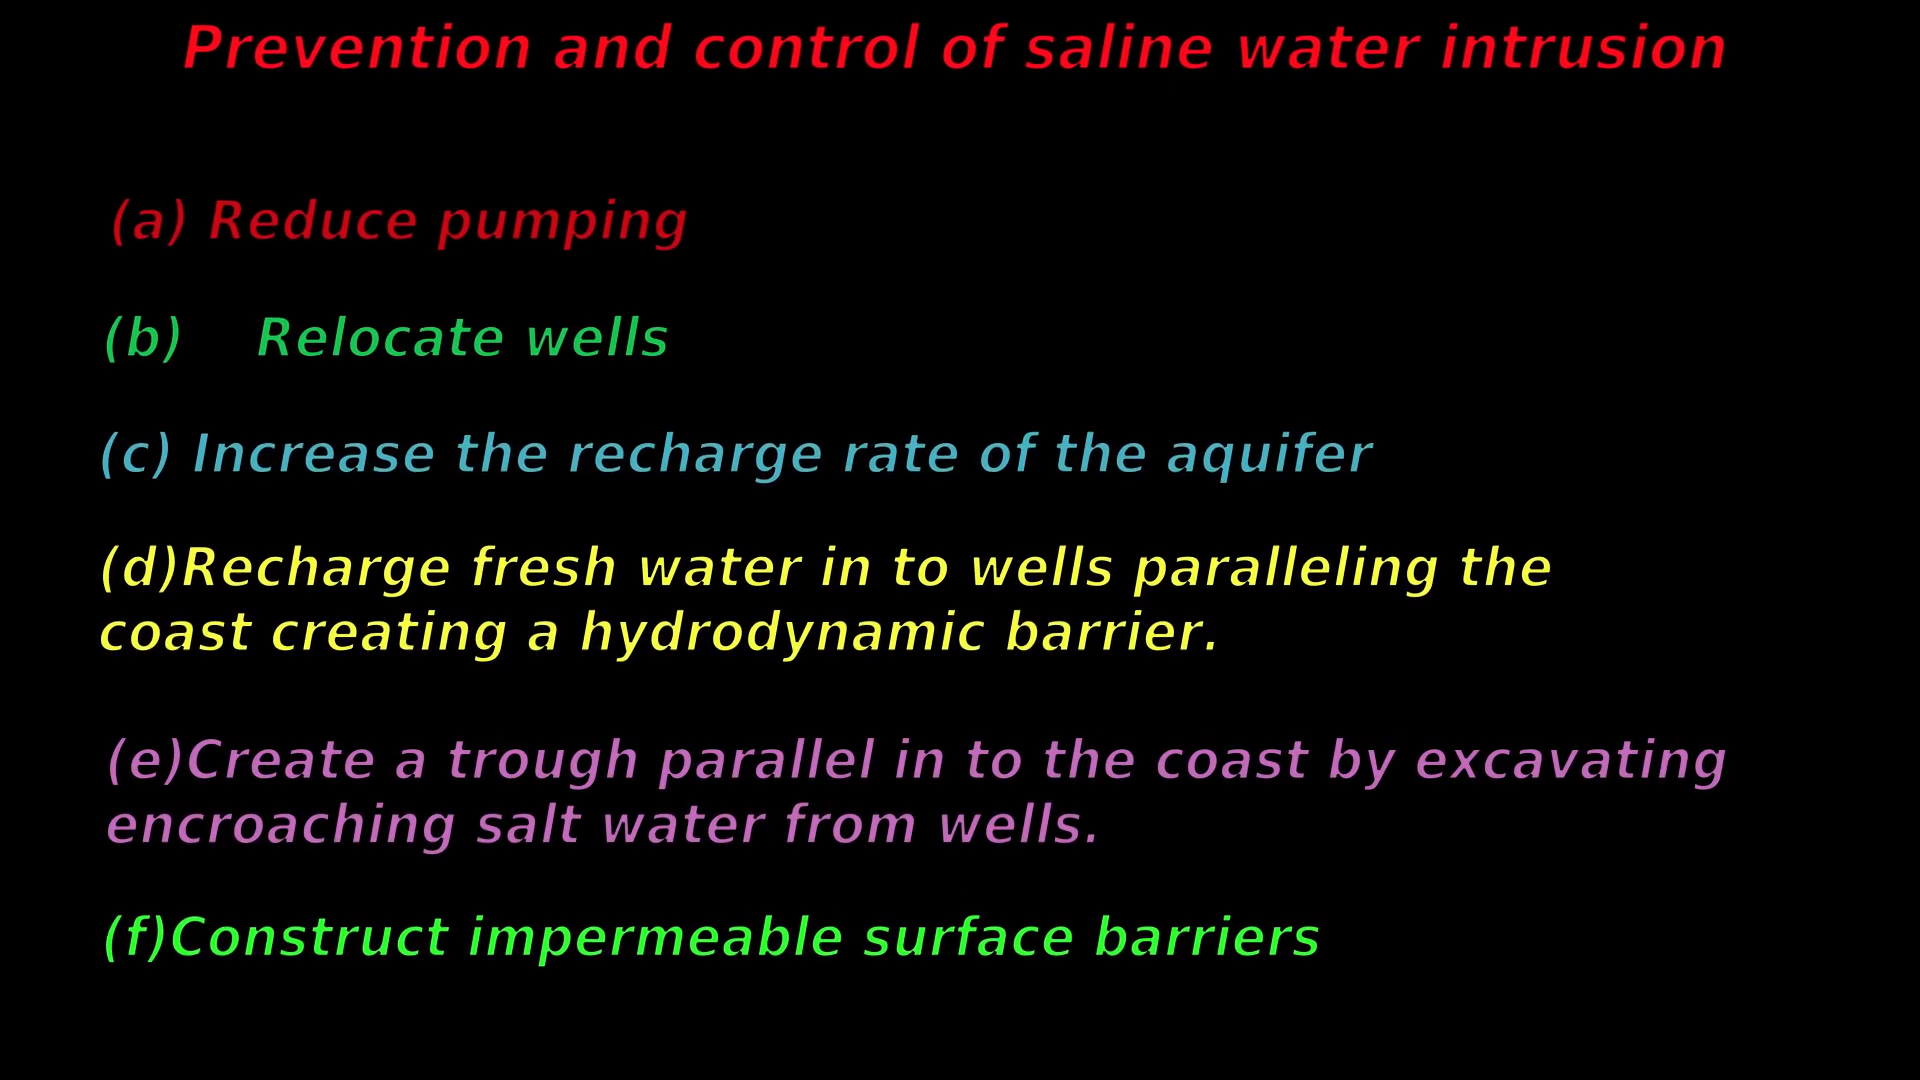 Prevention and control of saline water intrusion
(a) Reduce pumping
(b) Relocate wells
(c) Increase the recharge rate of the aquifer
(d)Recharge fresh water in to wells paralleling the
coast creating a hydrodynamic barrier.
(e)Create a trough parallel in to the coast by excavating
encroaching salt water from wells.
(f)Construct impermeable surface barriers